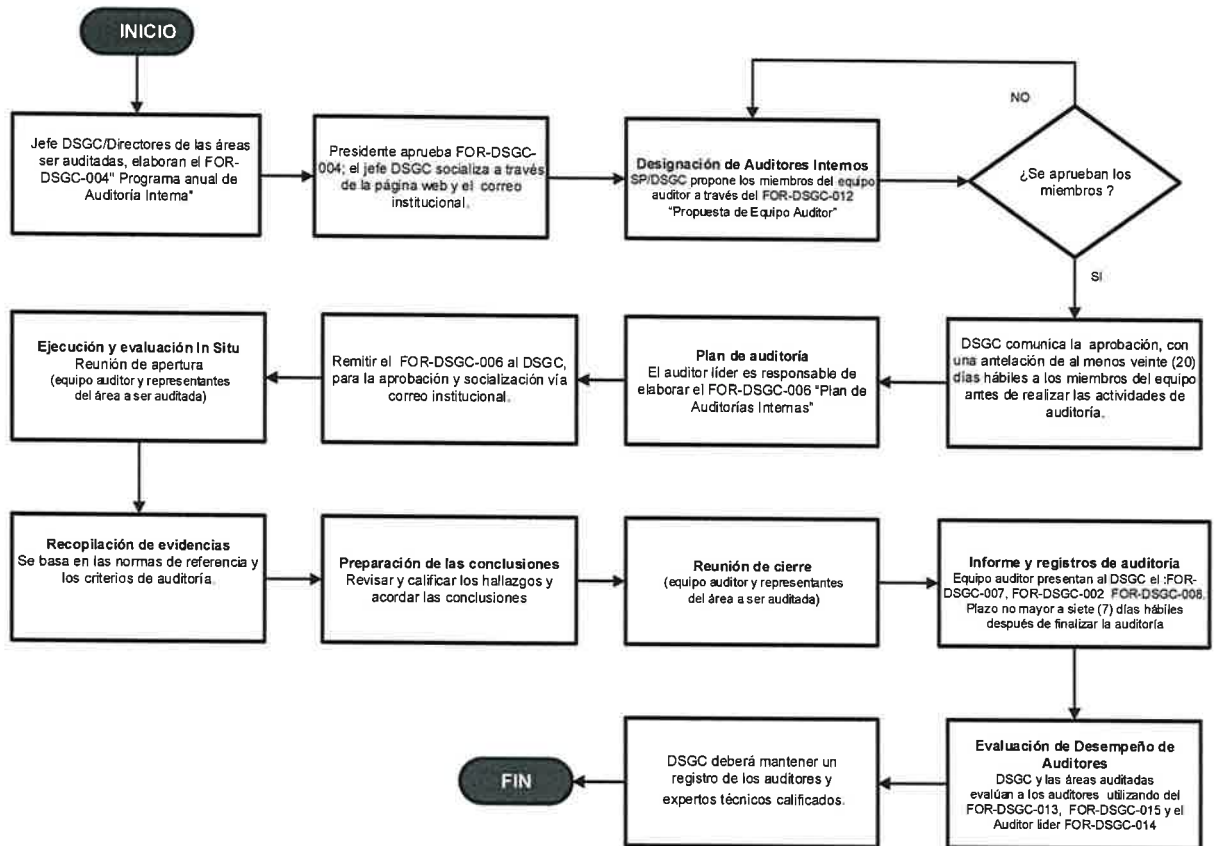 INICIO
Jefe DSGC/Directores de las áreas
ser auditadas, elaboran el FOR-
DSGC-004" Programa anual de
Auditoría Interna"
Presidente aprueba FOR-DSGC-
004; el jefe DSGC socializa a través
de la página web y el correo
institucional.
Designación de Auditores Internos
SP/DSGC propone los miembros del equipo
auditor a través del FOR-DSGC-012
"Propuesta de Equipo Auditor"
NO
¿Se aprueban los
miembros ?
SI
DSGC comunica la aprobación, con
una antelación de al menos veinte (20)
días hábiles a los miembros del equipo
antes de realizar las actividades de
auditoría.
Plan de auditoría
El auditor líder es responsable de
elaborar el FOR-DSGC-006 "Plan de
Auditorías Internas"
Remitir el FOR-DSGC-006 al DSGC,
para la aprobación y socialización vía
correo institucional.
Ejecución y evaluación In Situ
Reunión de apertura
(equipo auditor y representantes
del área a ser auditada)
Recopilación de evidencias
Se basa en las normas de referencia y
los criterios de auditoría.
Preparación de las conclusiones
Revisar y calificar los hallazgos y
acordar las conclusiones
Reunión de cierre
(equipo auditor y representantes
del área a ser auditada)
Informe y registros de auditoria
Equipo auditor presentan al DSGC el :FOR-
DSGC-007, FOR-DSGC-002 FOR-DSGC-008.
Plazo no mayor a siete (7) días hábiles
después de finalizar la auditoría
Evaluación de Desempeño de
Auditores
DSGC y las áreas auditadas
evalúan a los auditores utilizando del
FOR-DSGC-013, FOR-DSGC-015 y el
Auditor lider FOR-DSGC-014
DSGC deberá mantener un
registro de los auditores y
expertos técnicos calificados.
FIN